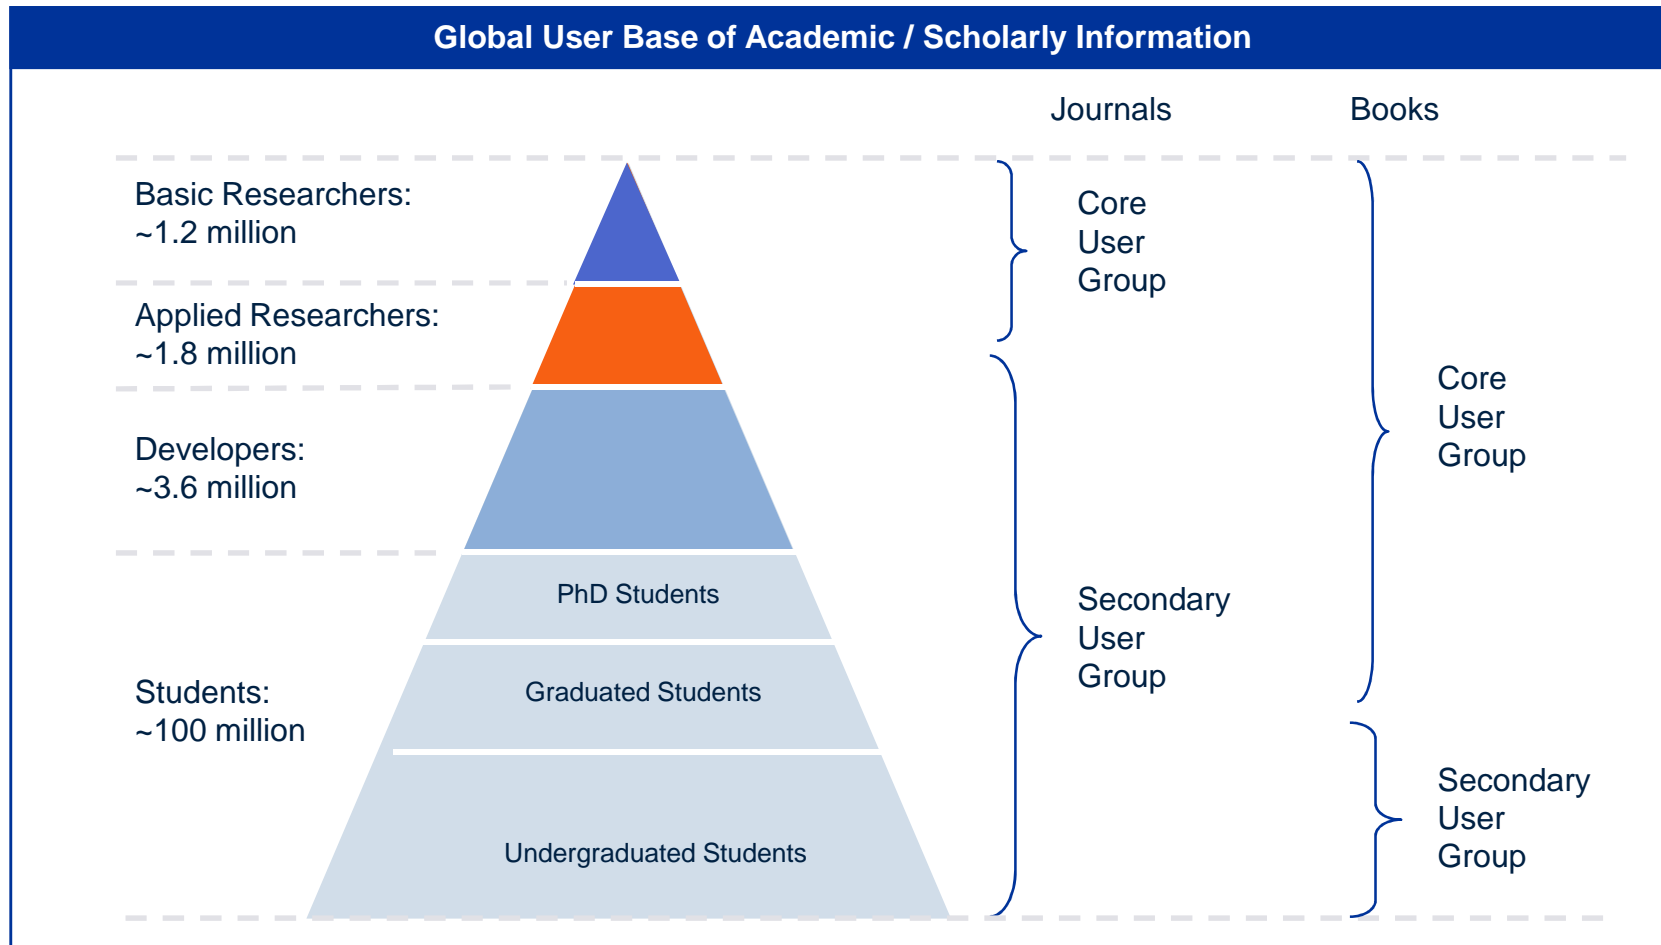 Global User Base of Academic / Scholarly Information
Journals
Books
Basic Researchers:
~1.2 million
Core
User
Group
Applied Researchers:
~1.8 million
Core
User
Group
Developers:
~3.6 million
PhD Students
Secondary
User
Group
Students:
~100 million
Graduated Students
Secondary
User
Group
Undergraduated Students